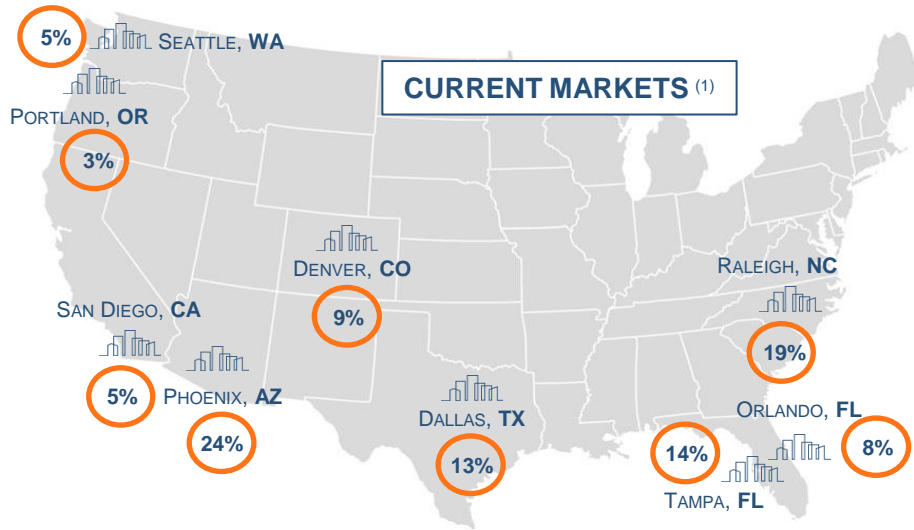 5% SEATTLE, WA
CURRENT MARKETS (1)
PORTLAND, OR
3%
DENVER, CO
9%
RALEIGH, NC
19%
SAN DIEGO, CA
5%
PHOENIX, AZ
24%
DALLAS, TX
13%
ORLANDO, FL
8%
14%
TAMPA, FL